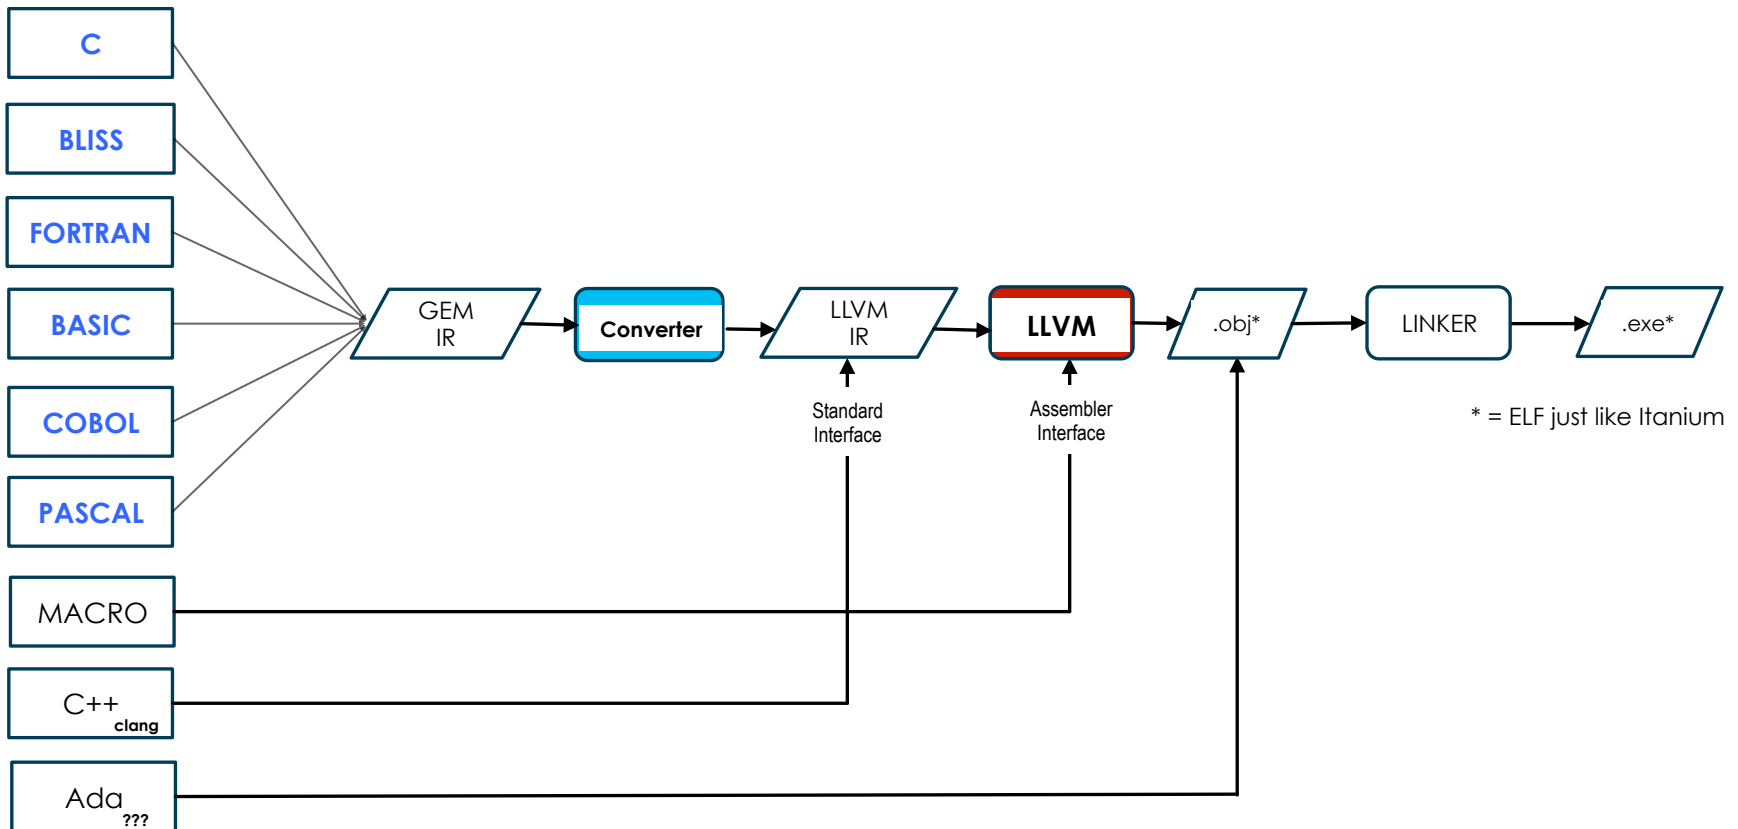 C
BLISS
FORTRAN
BASIC
COBOL
PASCAL
MACRO
C++
clang
Ada
???
GEM
IR
Converter
LLVM
IR
LLVM
.obj*
LINKER
.exe*
Standard
Interface
Assembler
Interface
* = ELF just like Itanium